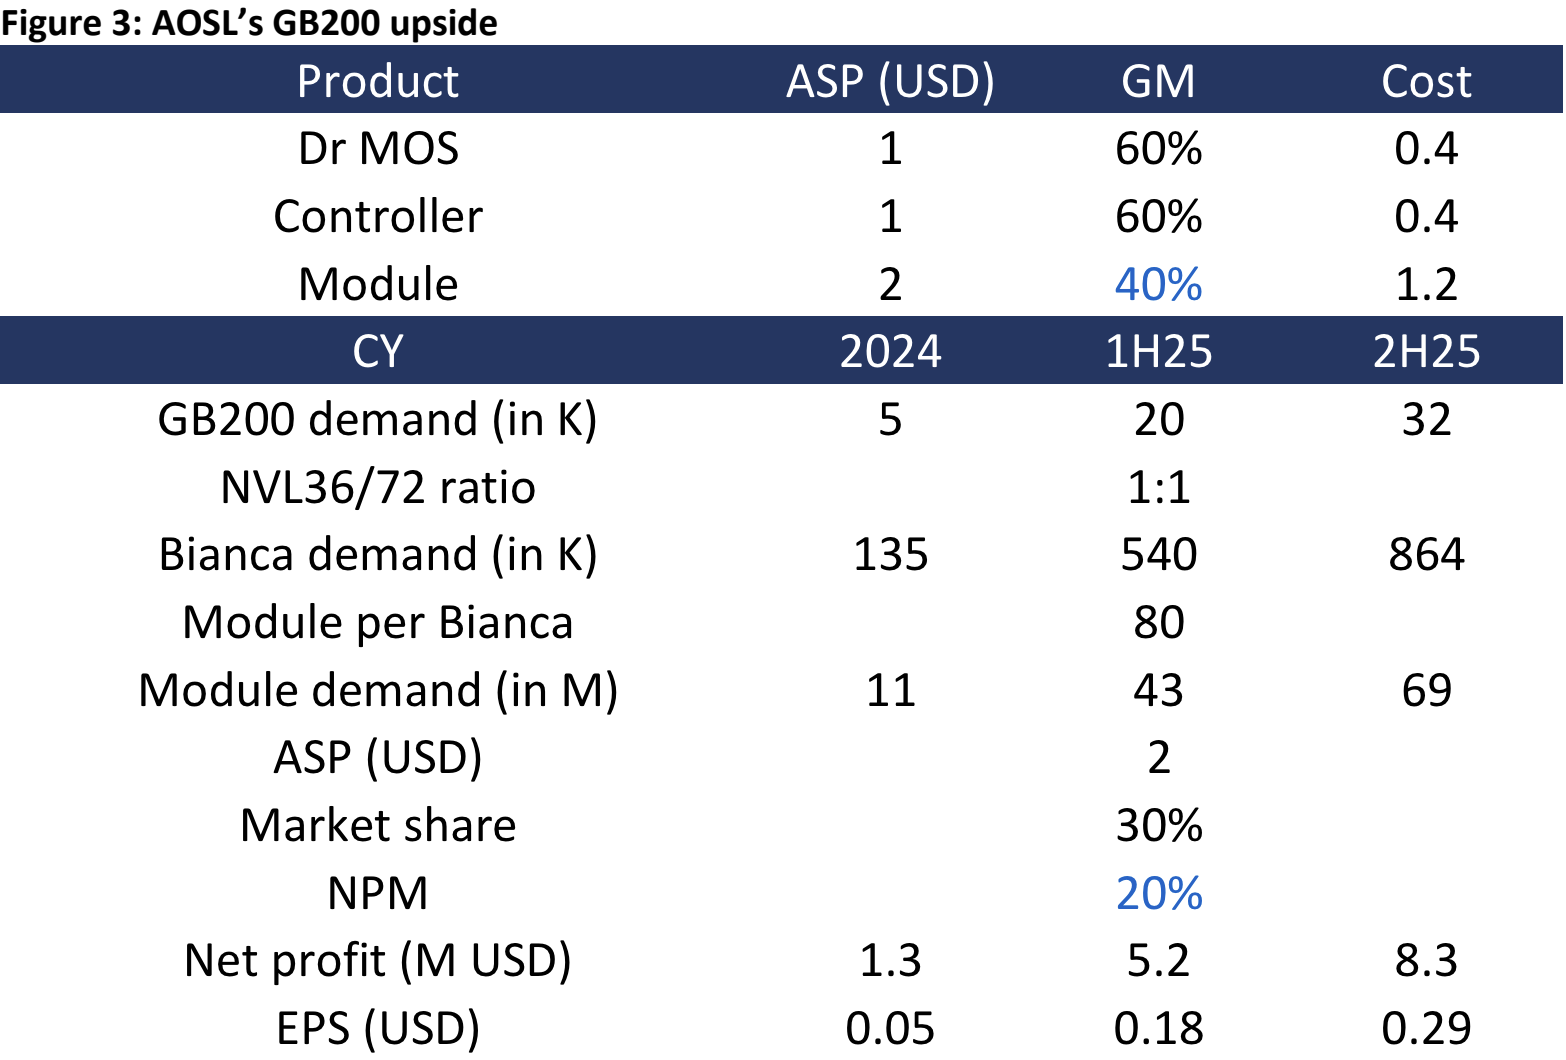 Figure 3: AOSL’s GB200 upside
Product ASP (USD) GM Cost
Dr MOS 1 60% 0.4
Controller 1 60% 0.4
Module 2 40% 1.2
CY 2024 1H25 2H25
GB200 demand (in K) 5 20 32
NVL36/72 ratio 1:1
Bianca demand (in K) 135 540 864
Module per Bianca 80
Module demand (in M) 11 43 69
ASP (USD) 2
Market share 30%
NPM 20%
Net profit (M USD) 1.3 5.2 8.3
EPS (USD) 0.05 0.18 0.29